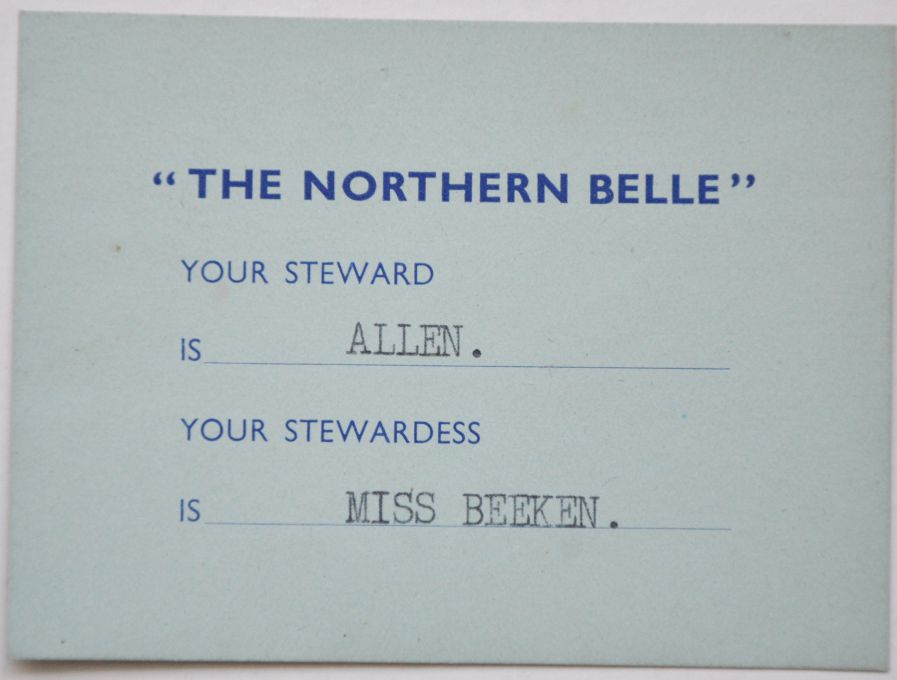 “THE NORTHERN BELLE”
YOUR STEWARD
IS ALLEN.
YOUR STEWARDESS
IS MISS BEEKEN.